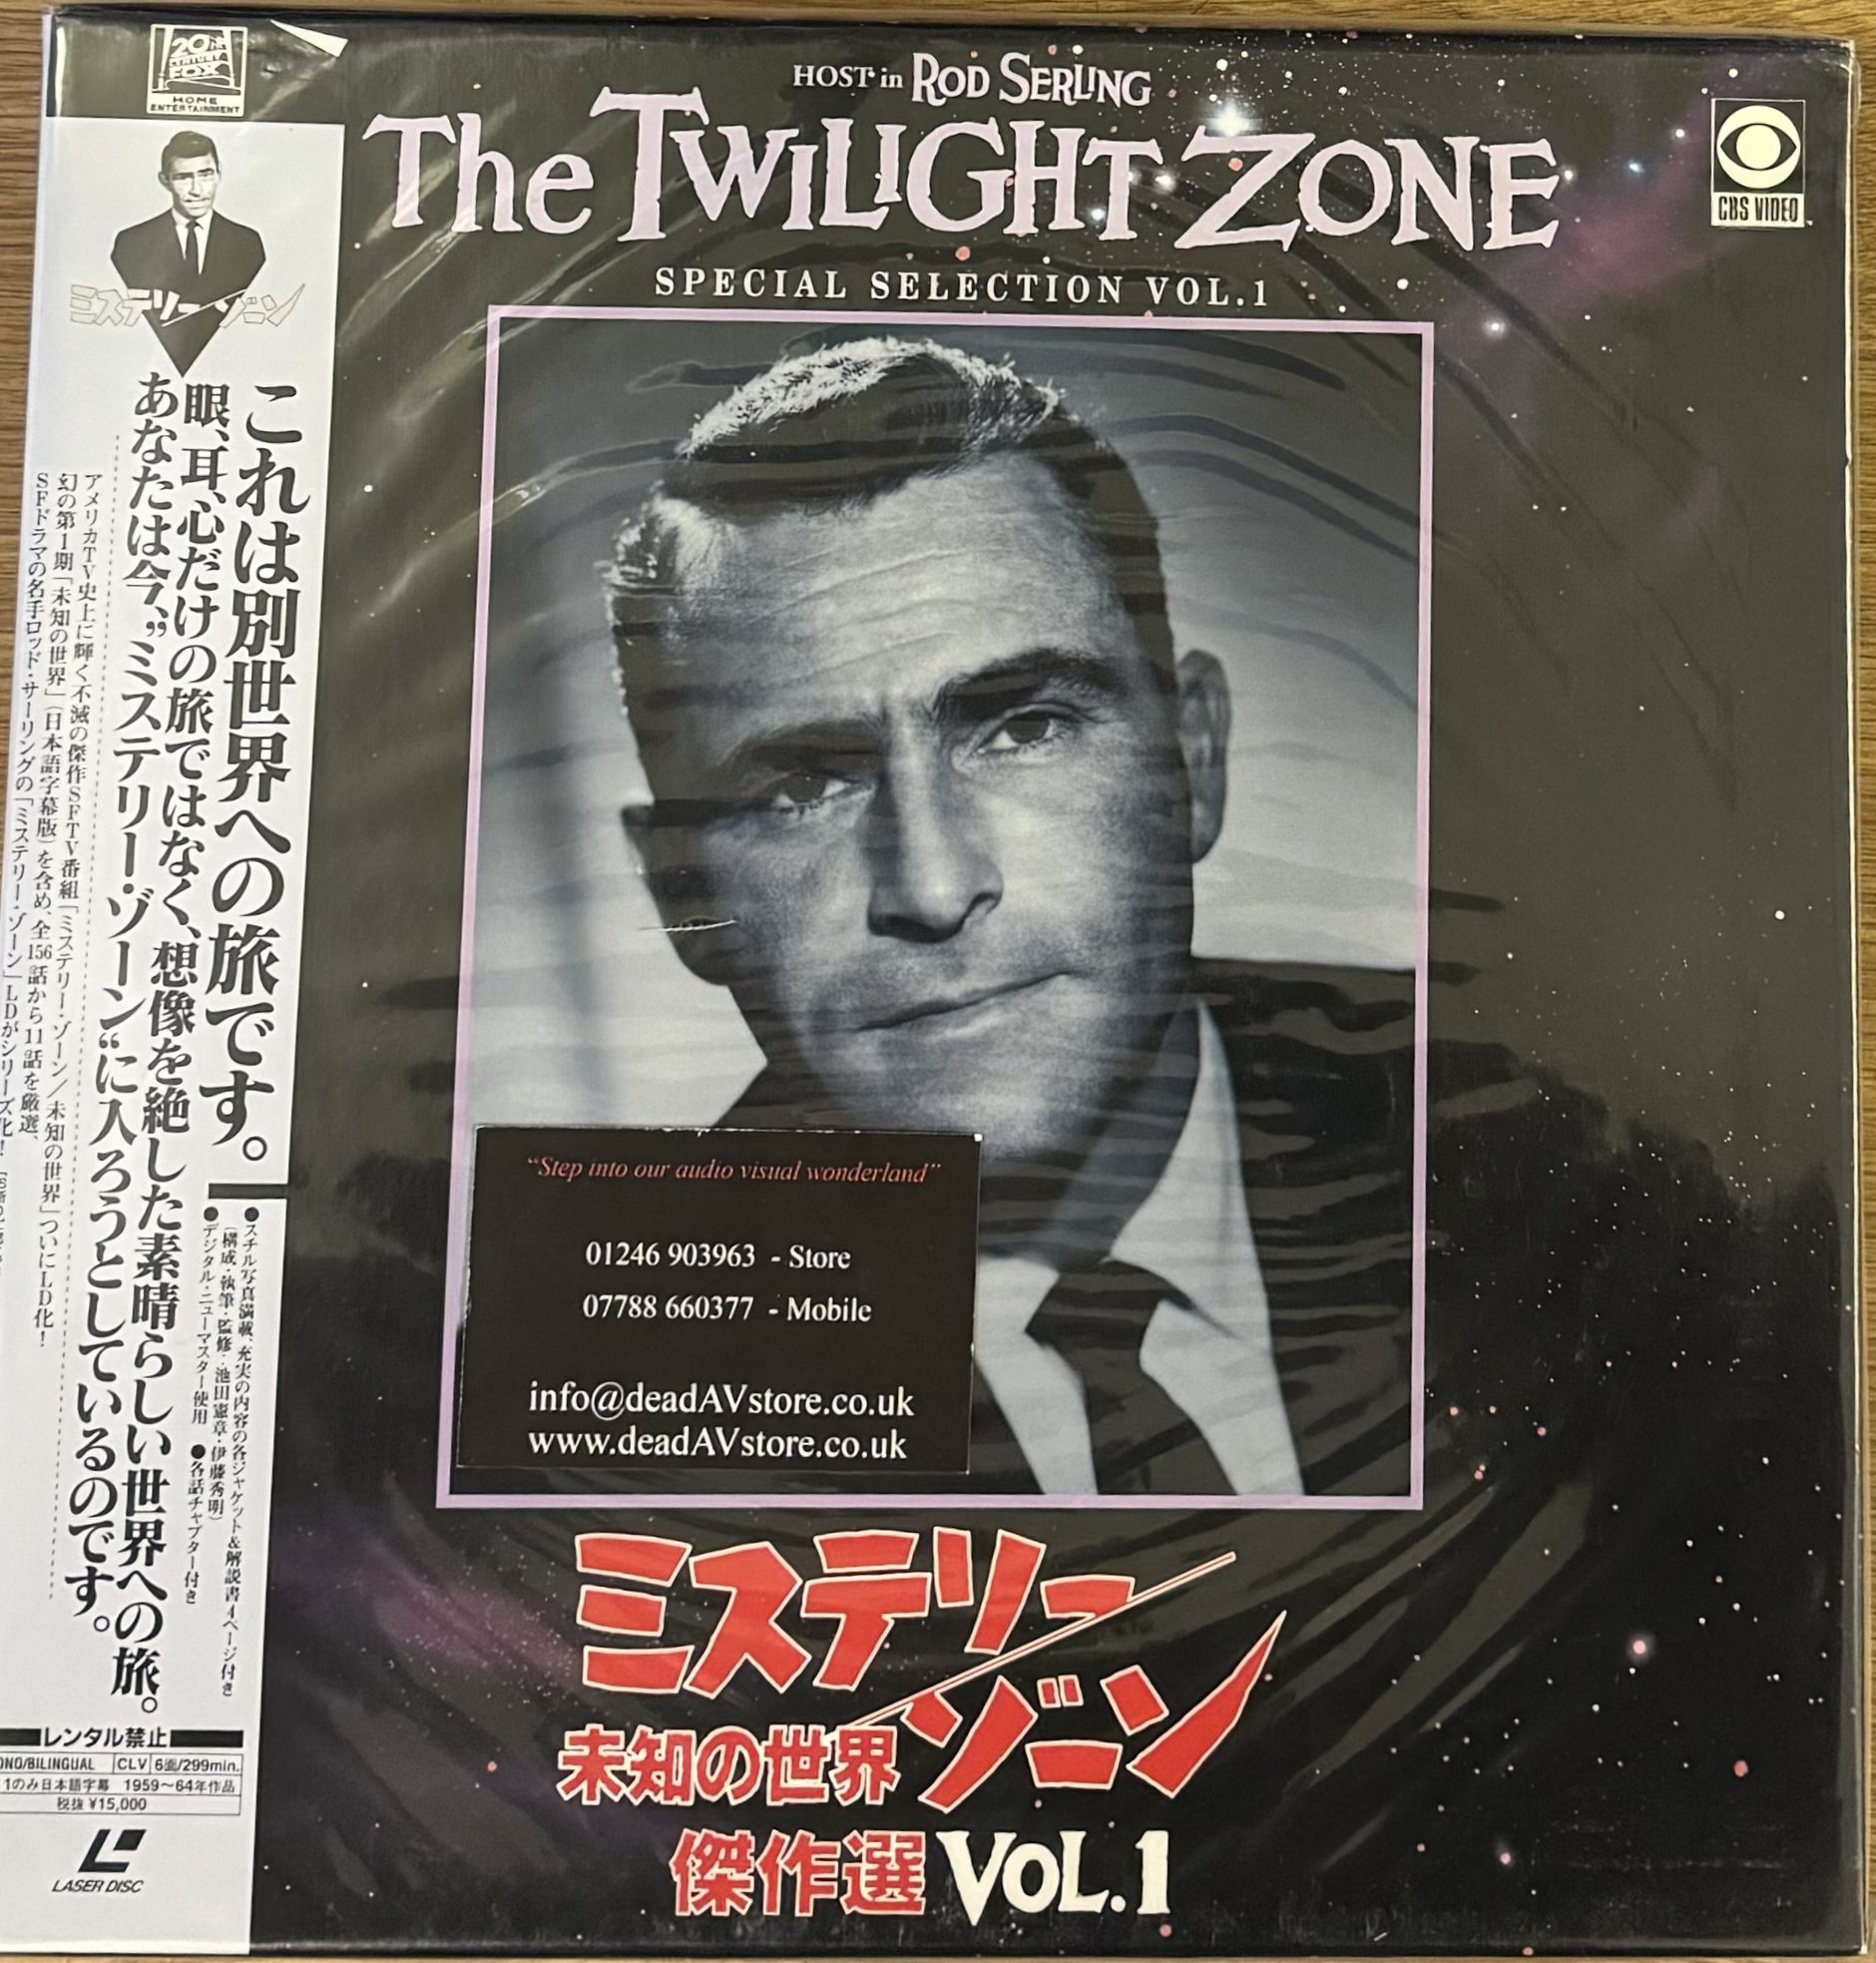 20th
CENTURY
FOX
HOME
ENTERTAINMENT
HOST in ROD SERLING
The TWILIGHT ZONE
SPECIAL SELECTION VOL.1
CBS VIDEO
ミステリーゾーン
これは別世界への旅です。
眼、耳、心だけの旅ではなく、想像を絶した素晴らしい世界への旅。
あなたは今、”ミステリー・ゾーン“に入ろうとしているのです。
アメリカTV史上に輝く不滅の傑作SFTV番組「ミステリー・ゾーン/未知の世界」ついにLD化！
幻の第1期「未知の世界」(日本語字幕版)を含め、全156話から11話を厳選、
SFドラマの名手ロッド・サーリングの「ミステリー・ゾーン」LDがシリーズ化！
●スチル写真満載、充実の内容の各ジャケット&解説書4ページ付き
(構成・執筆・監修：池田憲章・伊藤秀明)
●デジタル・ニューマスター使用 ●各話チャプター付き
レンタル禁止
MONO/BILINGUAL CLV 6面/299min.
1のみ日本語字幕 1959〜64年作品
税抜 ¥15,000
LASER DISC
“Step into our audio visual wonderland”
01246 903963 - Store
07788 660377 - Mobile
info@deadAVstore.co.uk
www.deadAVstore.co.uk
ミステリー
ゾーン
未知の世界
傑作選 VOL.1